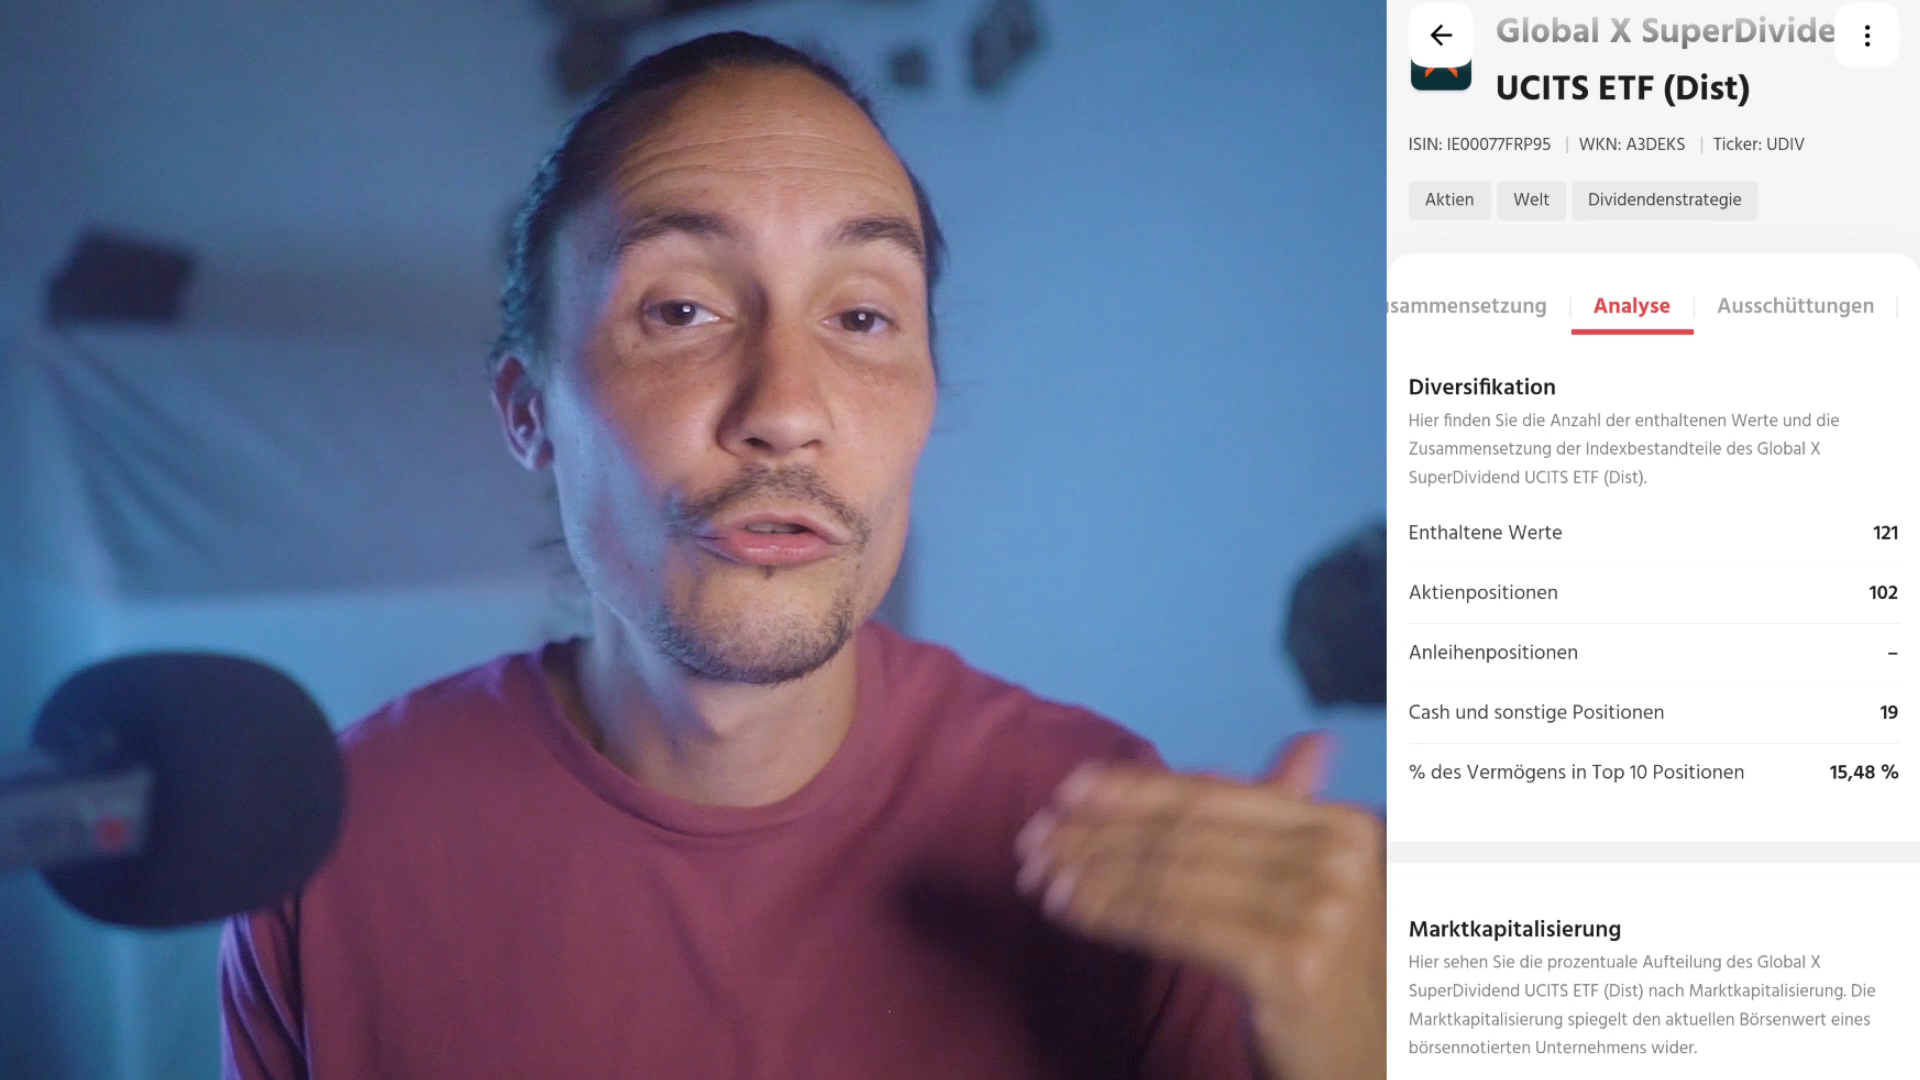 Global X SuperDivide
UCITS ETF (Dist)
ISIN: IE00077FRP95 | WKN: A3DEKS | Ticker: UDIV
Aktien Welt Dividendenstrategie
sammensetzung | Analyse | Ausschüttungen |
Diversifikation
Hier finden Sie die Anzahl der enthaltenen Werte und die
Zusammensetzung der Indexbestandteile des Global X
SuperDividend UCITS ETF (Dist).
Enthaltene Werte 121
Aktienpositionen 102
Anleihenpositionen –
Cash und sonstige Positionen 19
% des Vermögens in Top 10 Positionen 15,48 %
Marktkapitalisierung
Hier sehen Sie die prozentuale Aufteilung des Global X
SuperDividend UCITS ETF (Dist) nach Marktkapitalisierung. Die
Marktkapitalisierung spiegelt den aktuellen Börsenwert eines
börsennotierten Unternehmens wider.